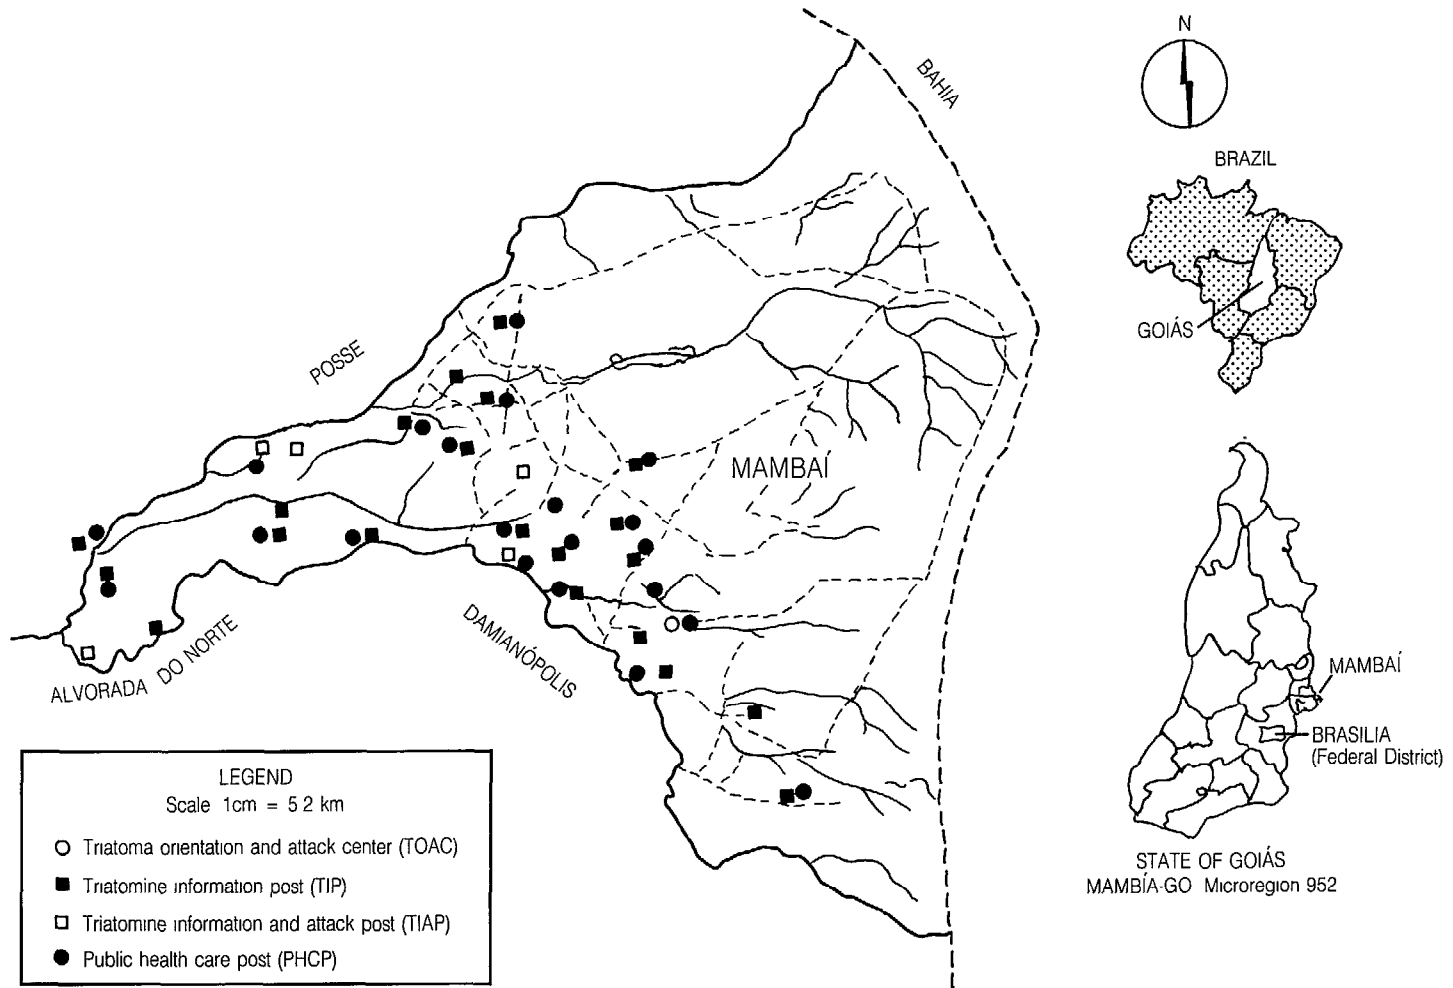 N
BAHIA
BRAZIL
GOIÁS
POSSE
MAMBAÍ
DAMIANÓPOLIS
ALVORADA DO NORTE
MAMBAÍ
BRASILIA
(Federal District)
STATE OF GOIÁS
MAMBÍA-GO Microregion 952
LEGEND
Scale 1cm = 5 2 km
Triatoma orientation and attack center (TOAC)
Triatomine information post (TIP)
Triatomine information and attack post (TIAP)
Public health care post (PHCP)